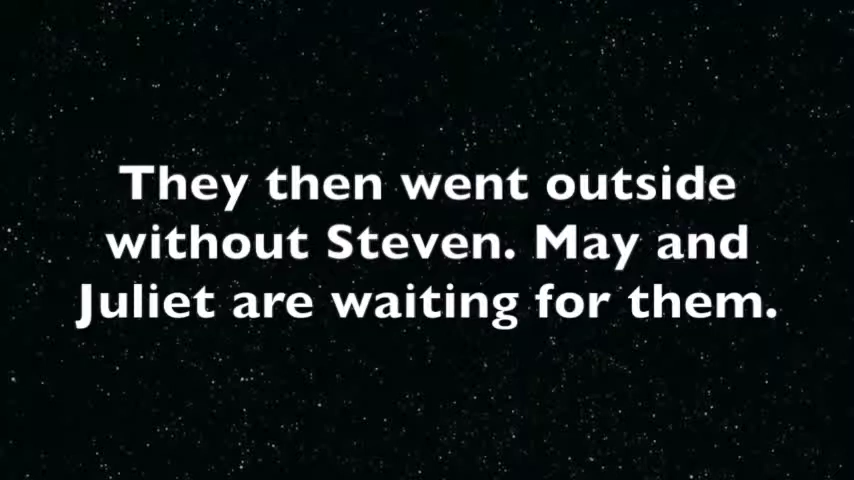 They then went outside
without Steven. May and
Juliet are waiting for them.